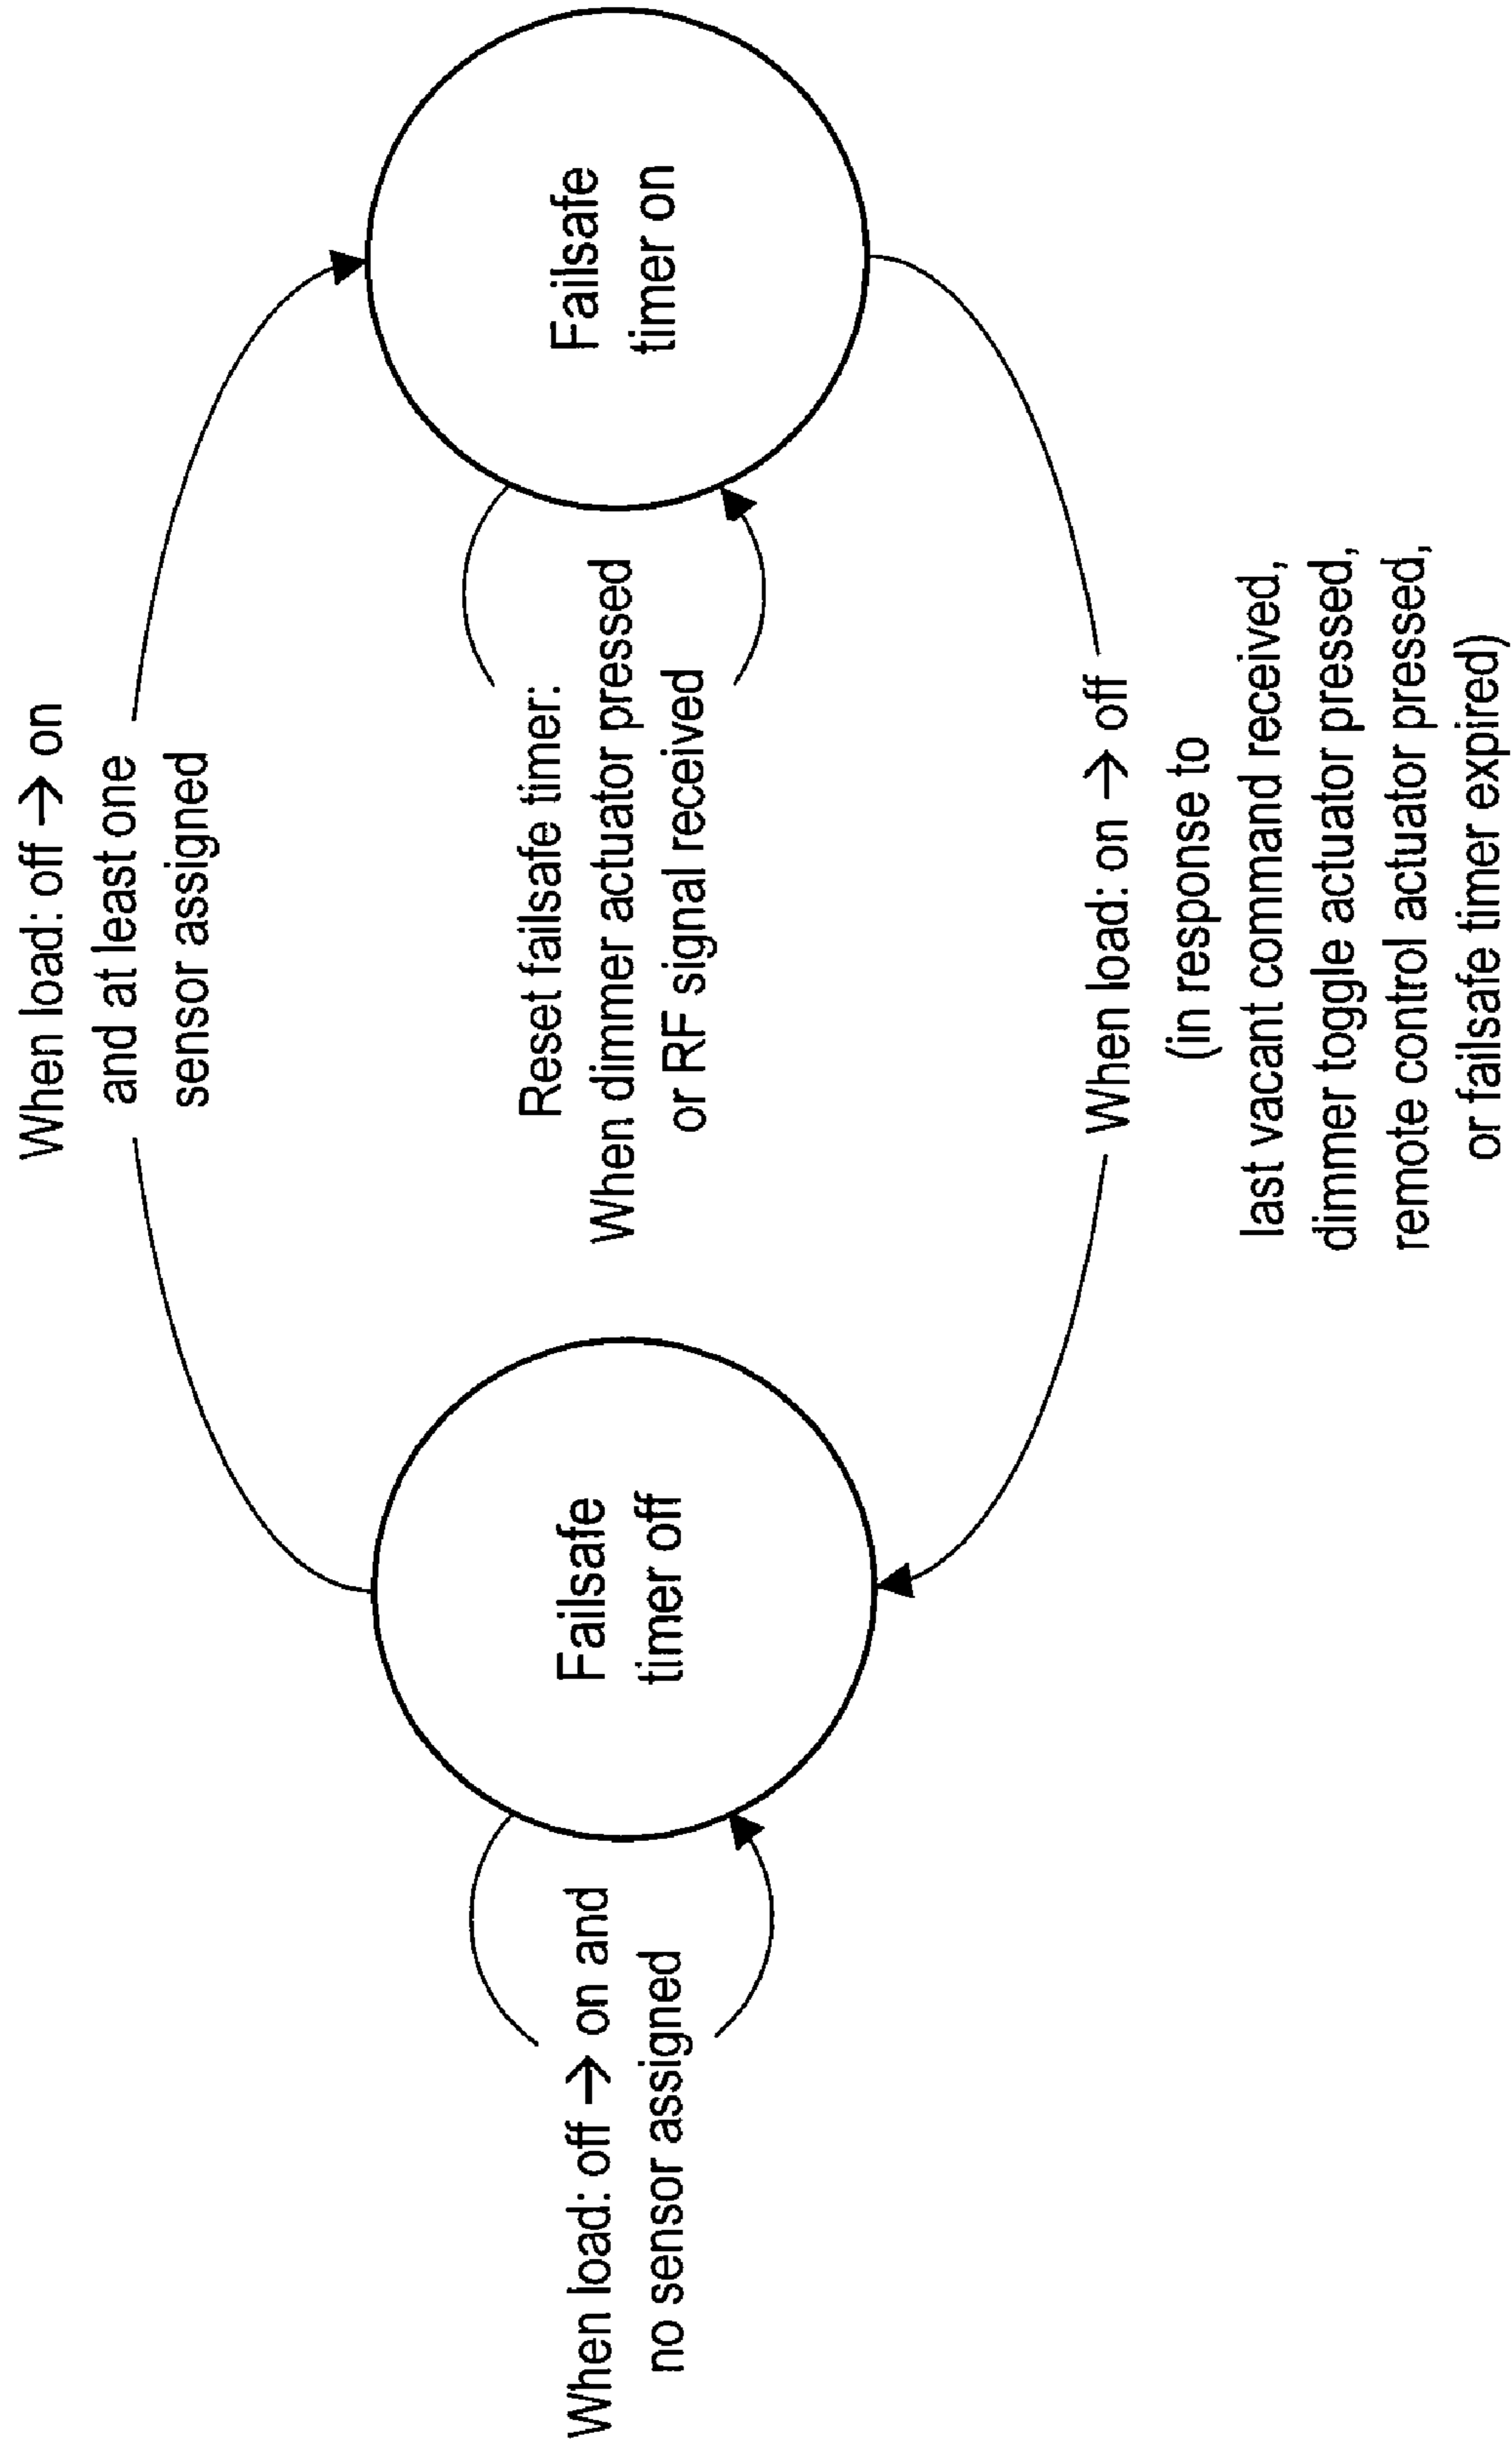 When load: off → on
and at least one
sensor assigned
When load: off → on and
no sensor assigned
Failsafe
timer off
Reset failsafe timer:
When dimmer actuator pressed
or RF signal received
Failsafe
timer on
When load: on → off
(in response to
last vacant command received,
dimmer toggle actuator pressed,
remote control actuator pressed,
or failsafe timer expired)